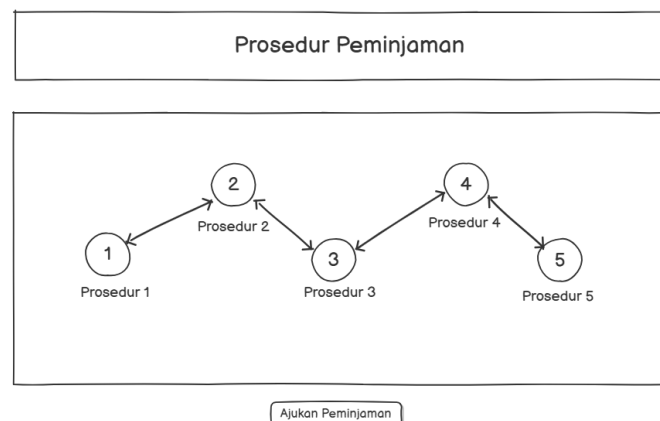 Prosedur Peminjaman
2
4
Prosedur 2
Prosedur 4
1
3
5
Prosedur 1
Prosedur 3
Prosedur 5
Ajukan Peminjaman